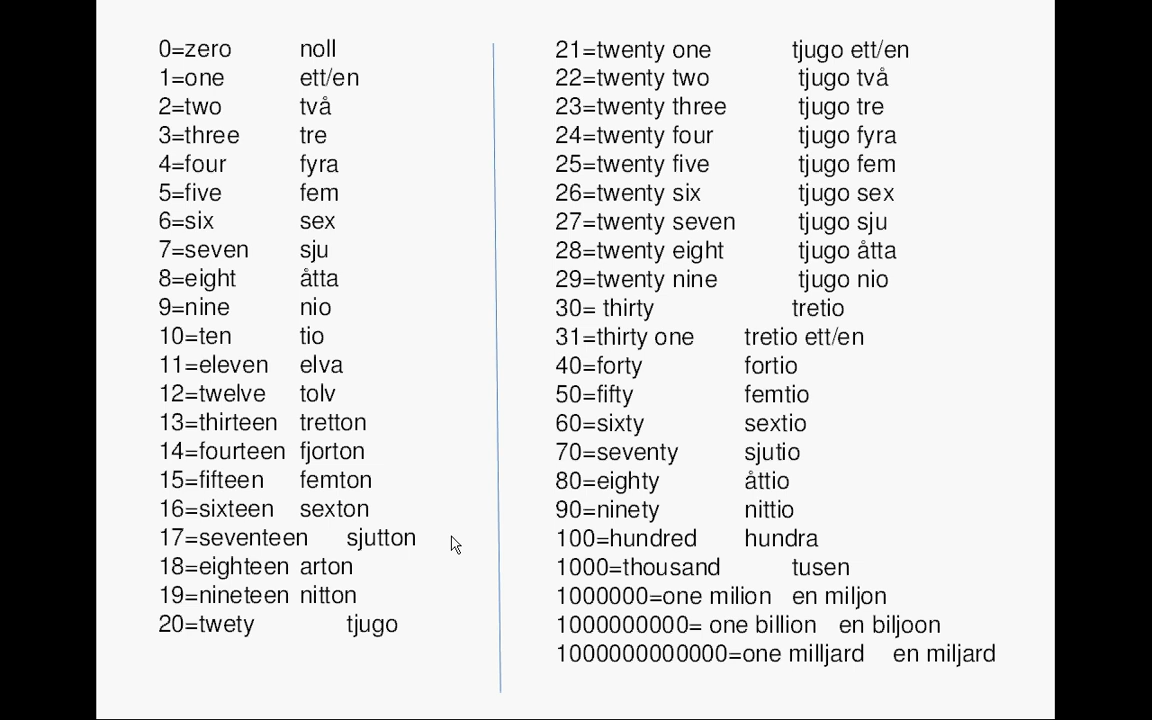 0=zero noll
1=one ett/en
2=two två
3=three tre
4=four fyra
5=five fem
6=six sex
7=seven sju
8=eight åtta
9=nine nio
10=ten tio
11=eleven elva
12=twelve tolv
13=thirteen tretton
14=fourteen fjorton
15=fifteen femton
16=sixteen sexton
17=seventeen sjutton
18=eighteen arton
19=nineteen nitton
20=twety tjugo
21=twenty one tjugo ett/en
22=twenty two tjugo två
23=twenty three tjugo tre
24=twenty four tjugo fyra
25=twenty five tjugo fem
26=twenty six tjugo sex
27=twenty seven tjugo sju
28=twenty eight tjugo åtta
29=twenty nine tjugo nio
30= thirty tretio
31=thirty one tretio ett/en
40=forty fortio
50=fifty femtio
60=sixty sextio
70=seventy sjutio
80=eighty åttio
90=ninety nittio
100=hundred hundra
1000=thousand tusen
1000000=one milion en miljon
1000000000= one billion en biljoon
1000000000000=one milljard en miljard